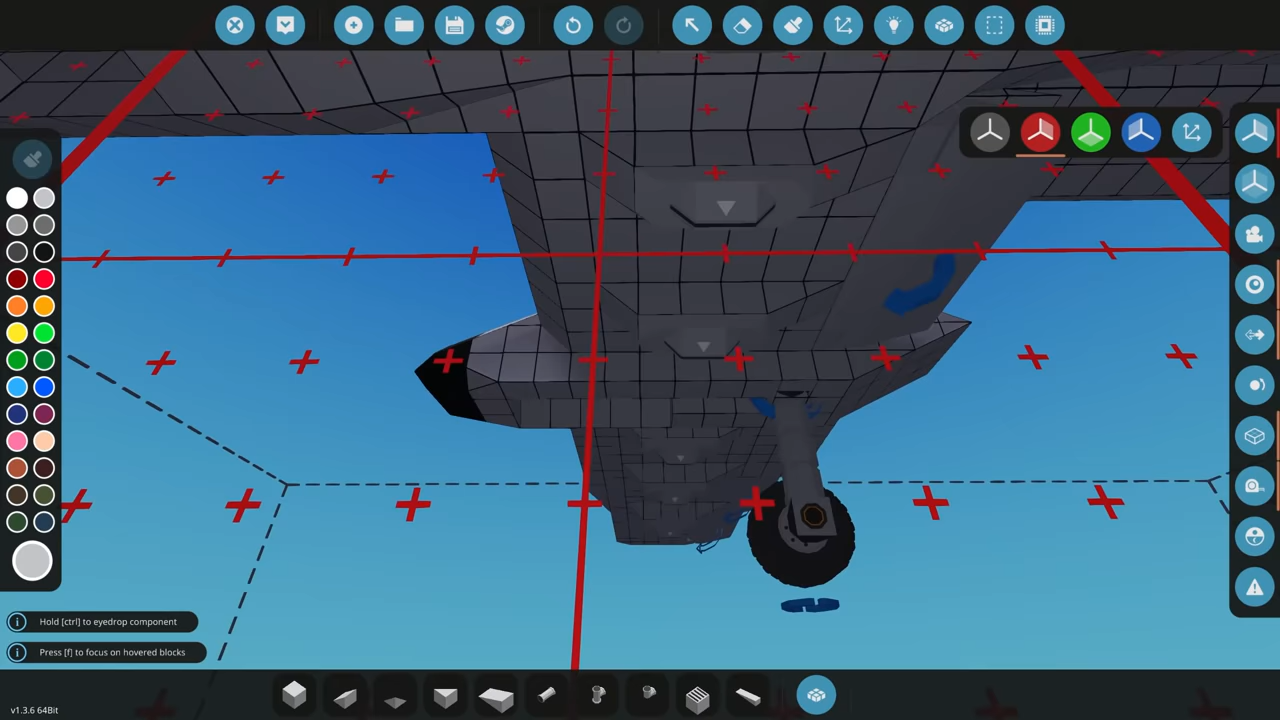 Hold [ctrl] to eyedrop component
Press [f] to focus on hovered blocks
v1.3.6 64Bit